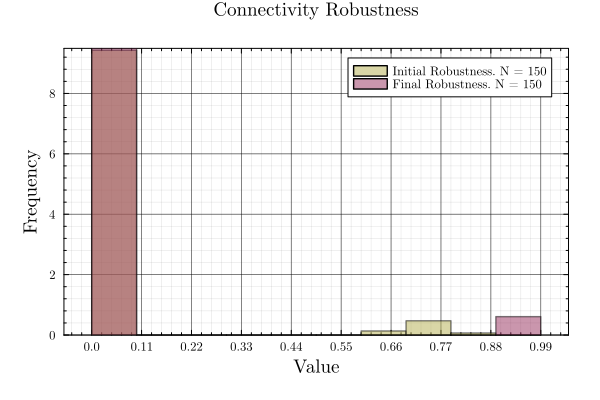 Connectivity Robustness
Initial Robustness. N = 150
Final Robustness. N = 150
Frequency
8
6
4
2
0
0.0 0.11 0.22 0.33 0.44 0.55 0.66 0.77 0.88 0.99
Value